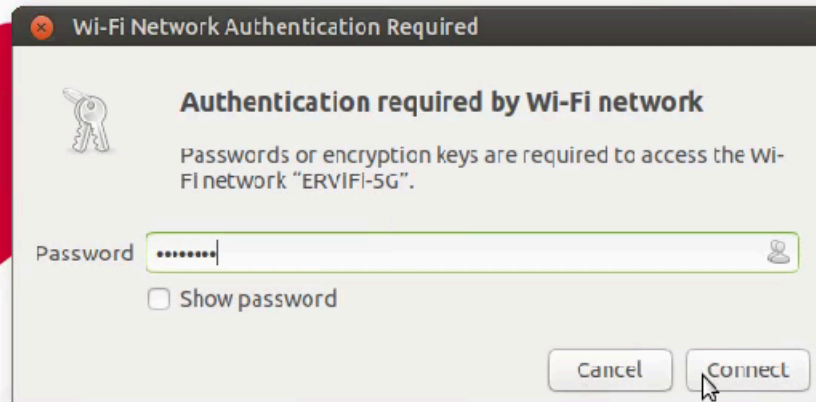 Wi-Fi Network Authentication Required
Authentication required by Wi-Fi network
Passwords or encryption keys are required to access the Wi-
Fi network “ERVIFI-5G”.
Password ••••••••
Show password
Cancel Connect